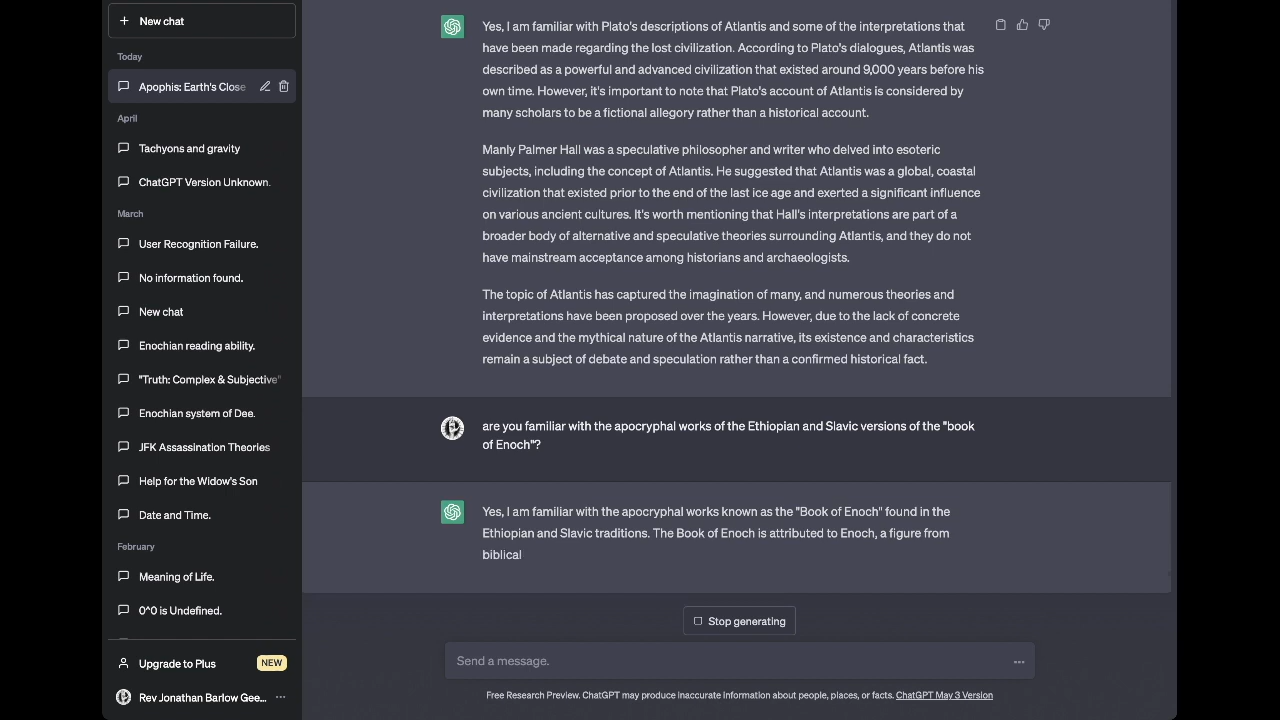 New chat
Today
Apophis: Earth's Close
April
Tachyons and gravity
ChatGPT Version Unknown.
March
User Recognition Failure.
No information found.
New chat
Enochian reading ability.
"Truth: Complex & Subjective"
Enochian system of Dee.
JFK Assassination Theories
Help for the Widow's Son
Date and Time.
February
Meaning of Life.
0^0 is Undefined.
Upgrade to Plus
NEW
Rev Jonathan Barlow Gee...
Yes, I am familiar with Plato's descriptions of Atlantis and some of the interpretations that
have been made regarding the lost civilization. According to Plato's dialogues, Atlantis was
described as a powerful and advanced civilization that existed around 9,000 years before his
own time. However, it's important to note that Plato's account of Atlantis is considered by
many scholars to be a fictional allegory rather than a historical account.
Manly Palmer Hall was a speculative philosopher and writer who delved into esoteric
subjects, including the concept of Atlantis. He suggested that Atlantis was a global, coastal
civilization that existed prior to the end of the last ice age and exerted a significant influence
on various ancient cultures. It's worth mentioning that Hall's interpretations are part of a
broader body of alternative and speculative theories surrounding Atlantis, and they do not
have mainstream acceptance among historians and archaeologists.
The topic of Atlantis has captured the imagination of many, and numerous theories and
interpretations have been proposed over the years. However, due to the lack of concrete
evidence and the mythical nature of the Atlantis narrative, its existence and characteristics
remain a subject of debate and speculation rather than a confirmed historical fact.
are you familiar with the apocryphal works of the Ethiopian and Slavic versions of the "book
of Enoch"?
Yes, I am familiar with the apocryphal works known as the "Book of Enoch" found in the
Ethiopian and Slavic traditions. The Book of Enoch is attributed to Enoch, a figure from
biblical
Stop generating
Send a message.
Free Research Preview. ChatGPT may produce inaccurate information about people, places, or facts. ChatGPT May 3 Version